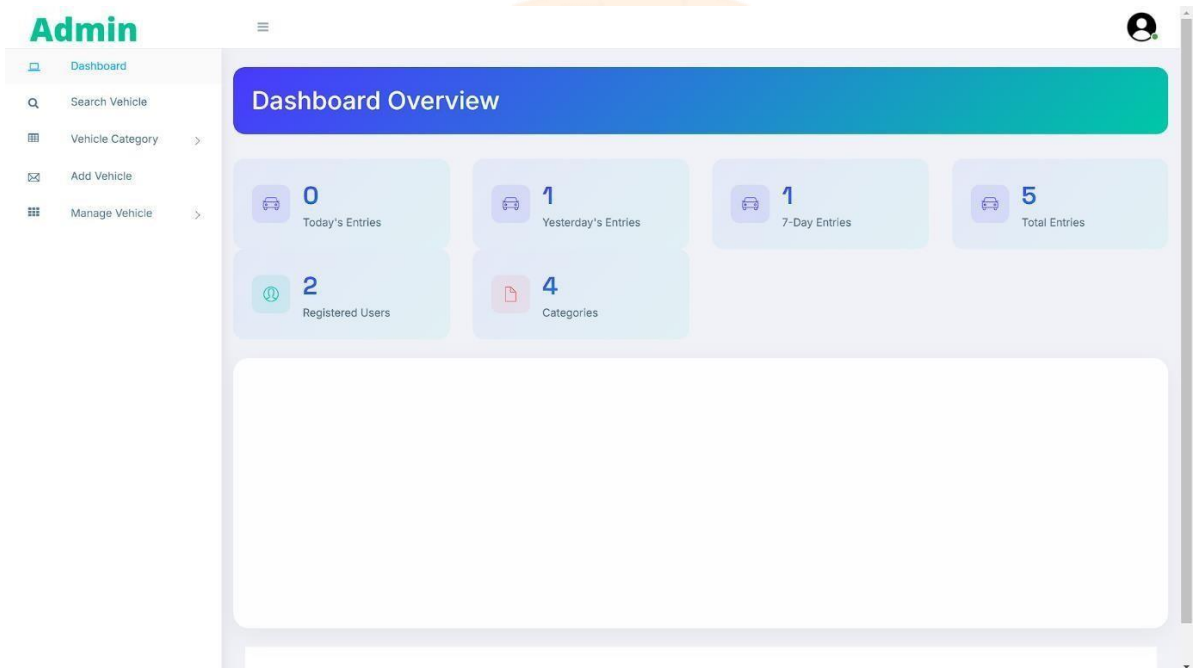 Admin
Dashboard
Search Vehicle
Vehicle Category
Add Vehicle
Manage Vehicle
Dashboard Overview
0
Today's Entries
1
Yesterday's Entries
1
7-Day Entries
5
Total Entries
2
Registered Users
4
Categories